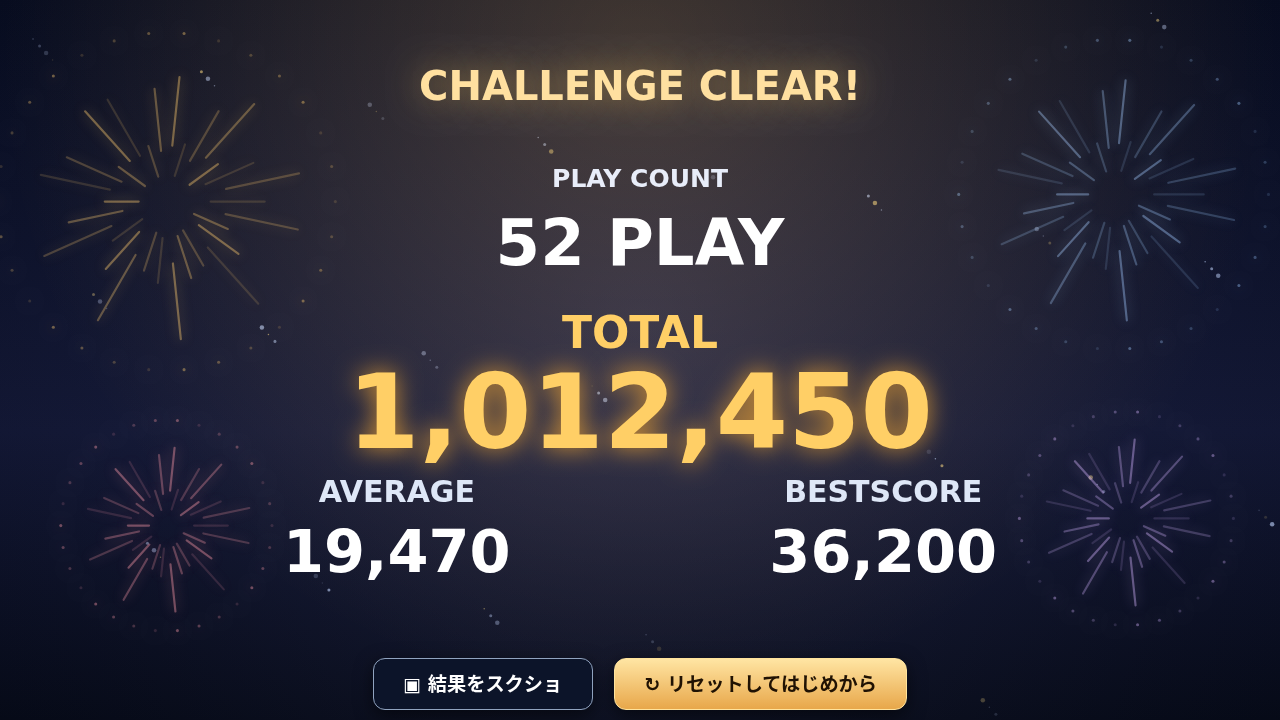 CHALLENGE CLEAR!
PLAY COUNT
52 PLAY
TOTAL
1,012,450
AVERAGE
BESTSCORE
19,470
36,200
▣ 結果をスクショ
↻ リセットしてはじめから